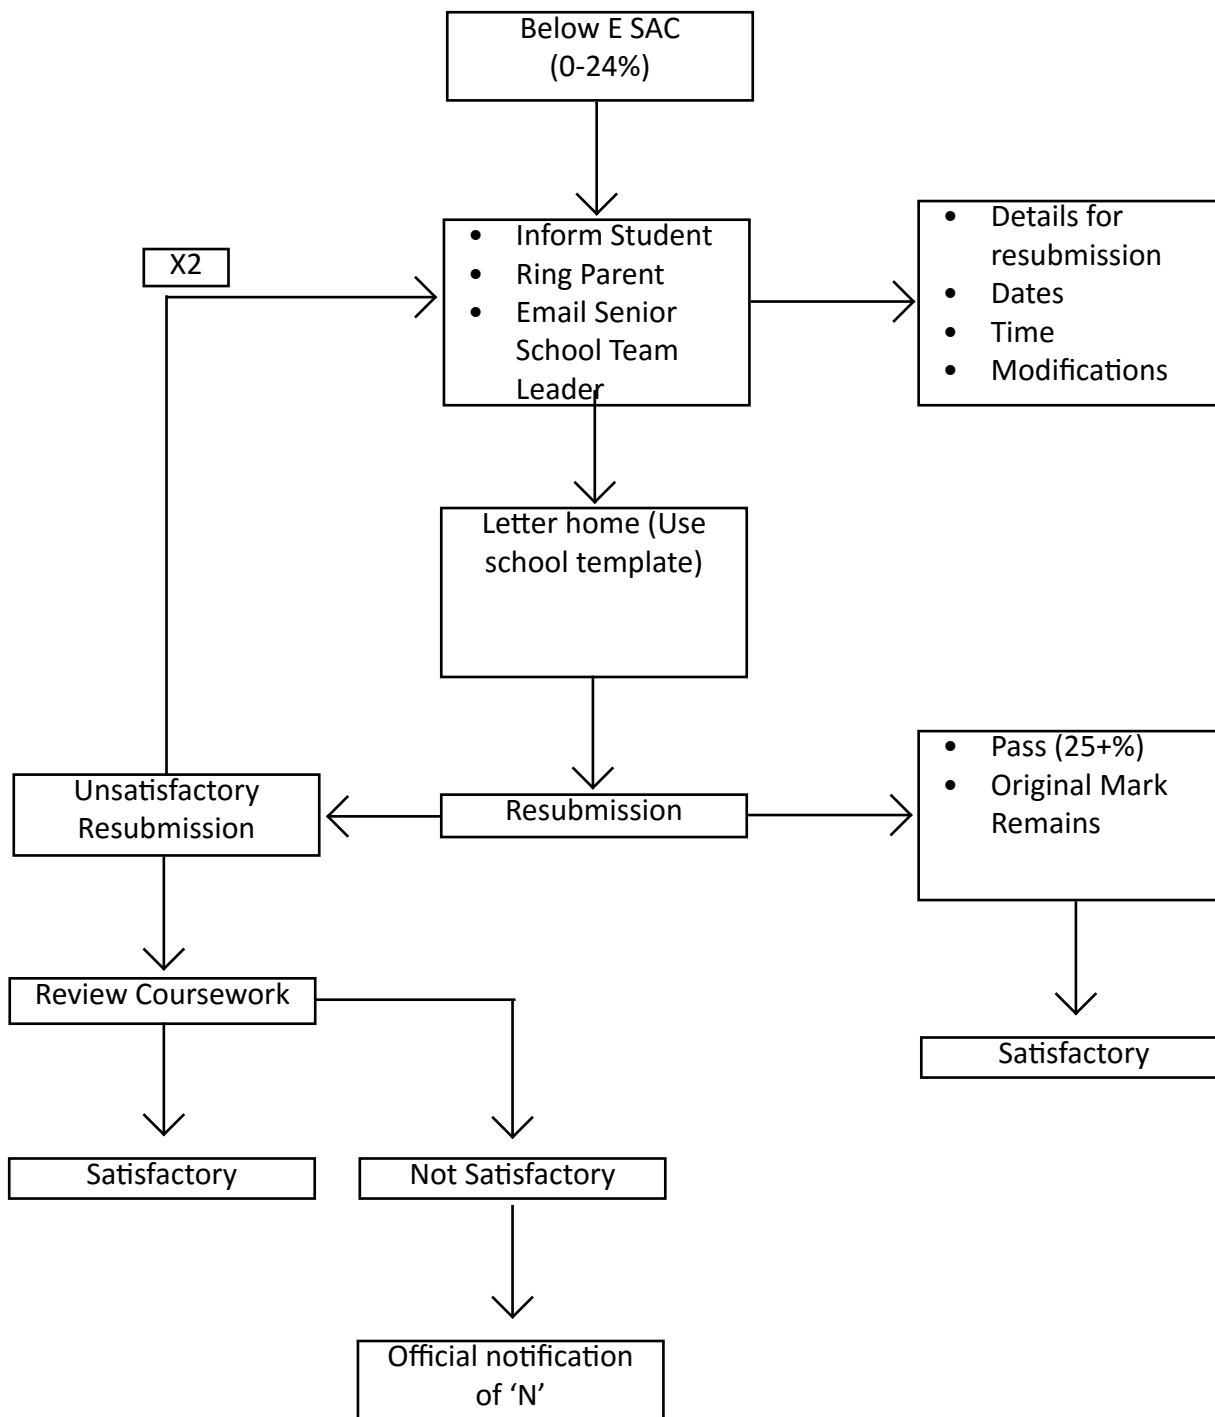 Below E SAC
(0-24%)
X2
• Inform Student
• Ring Parent
• Email Senior
School Team
Leader
• Details for
resubmission
• Dates
• Time
• Modifications
Letter home (Use
school template)
Unsatisfactory
Resubmission
Resubmission
• Pass (25+%)
• Original Mark
Remains
Review Coursework
Satisfactory
Satisfactory
Not Satisfactory
Official notification
of ‘N’